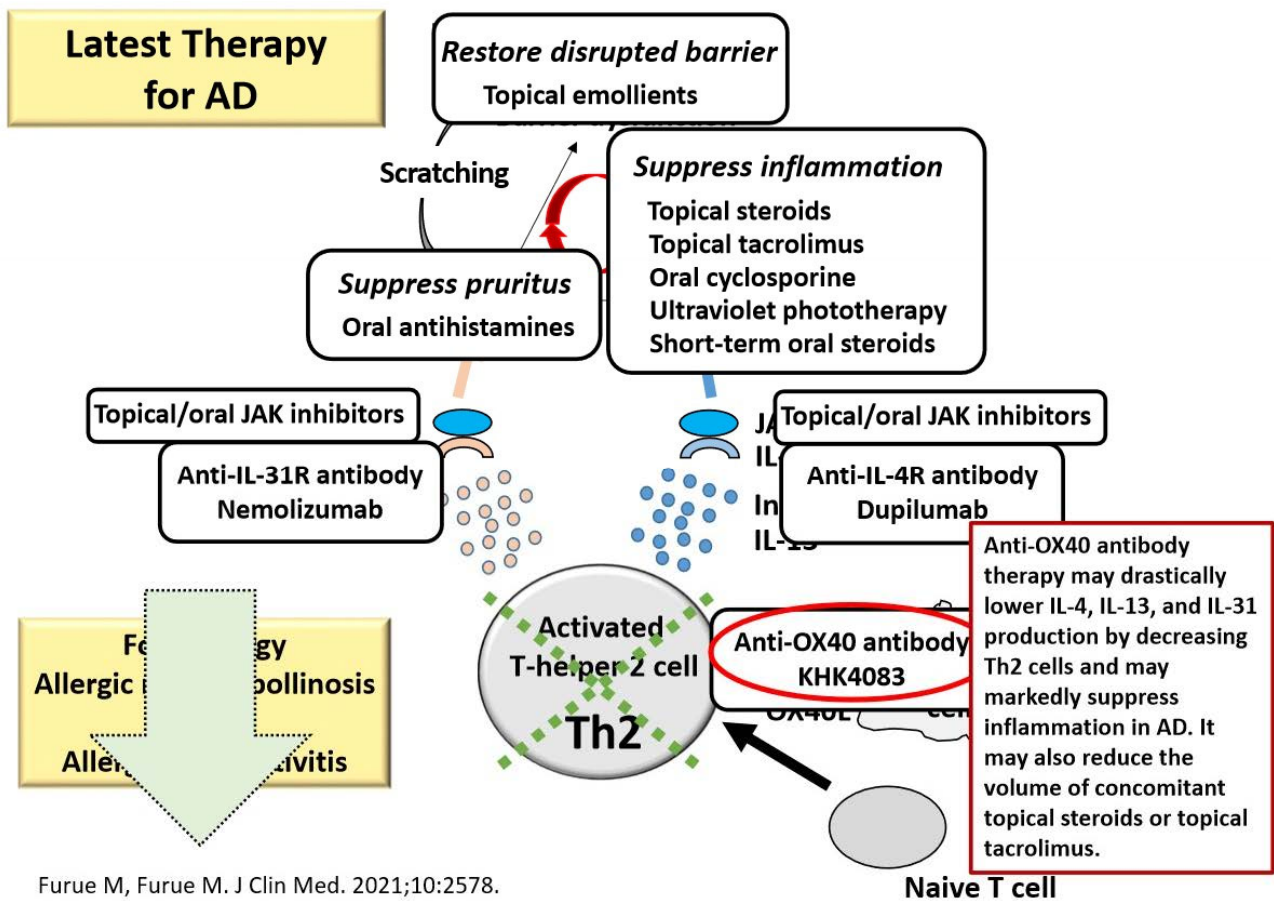 Latest Therapy
for AD
Restore disrupted barrier
Topical emollients
Scratching
Suppress inflammation
Topical steroids
Topical tacrolimus
Oral cyclosporine
Ultraviolet phototherapy
Short-term oral steroids
Suppress pruritus
Oral antihistamines
Topical/oral JAK inhibitors
Anti-IL-31R antibody
Nemolizumab
Topical/oral JAK inhibitors
Anti-IL-4R antibody
Dupilumab
IL-13
Activated
T-helper 2 cell
Th2
Anti-OX40 antibody
KHK4083
OX40L
Anti-OX40 antibody
therapy may drastically
lower IL-4, IL-13, and IL-31
production by decreasing
Th2 cells and may
markedly suppress
inflammation in AD. It
may also reduce the
volume of concomitant
topical steroids or topical
tacrolimus.
Allergic pollinosis
Naive T cell
Furue M, Furue M. J Clin Med. 2021;10:2578.